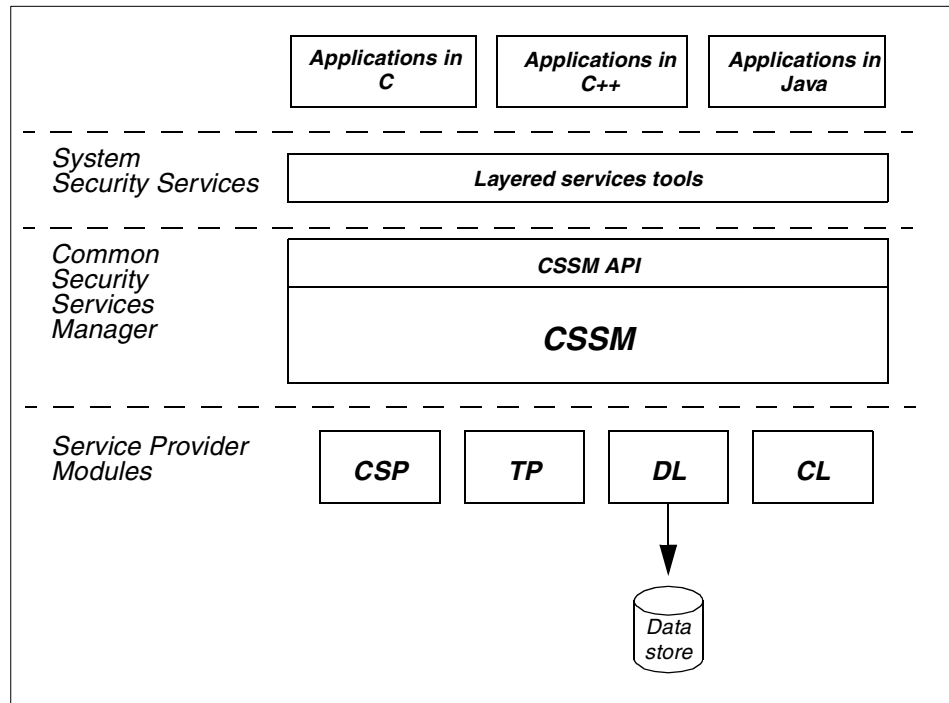 Applications in
C
Applications in
C++
Applications in
Java
System
Security Services
Layered services tools
Common
Security
Services
Manager
CSSM API
CSSM
Service Provider
Modules
CSP
TP
DL
CL
Data
store